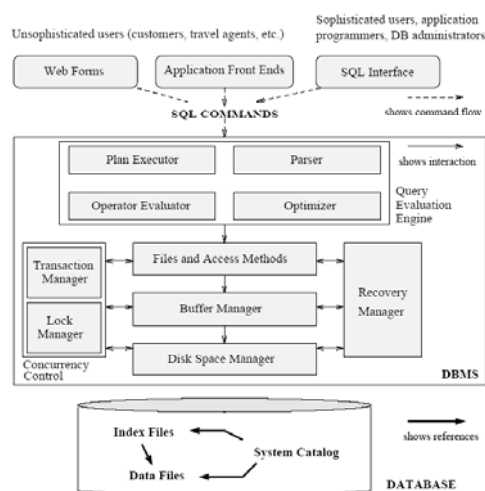 Unsophisticated users (customers, travel agents, etc.)
Sophisticated users, application
programmers, DB administrators
Web Forms
Application Front Ends
SQL Interface
SQL COMMANDS
shows command flow
Plan Executor
Parser
shows interaction
Operator Evaluator
Optimizer
Query
Evaluation
Engine
Files and Access Methods
Transaction
Manager
Buffer Manager
Recovery
Manager
Lock
Manager
Disk Space Manager
Concurrency
Control
DBMS
Index Files
System Catalog
shows references
Data Files
DATABASE